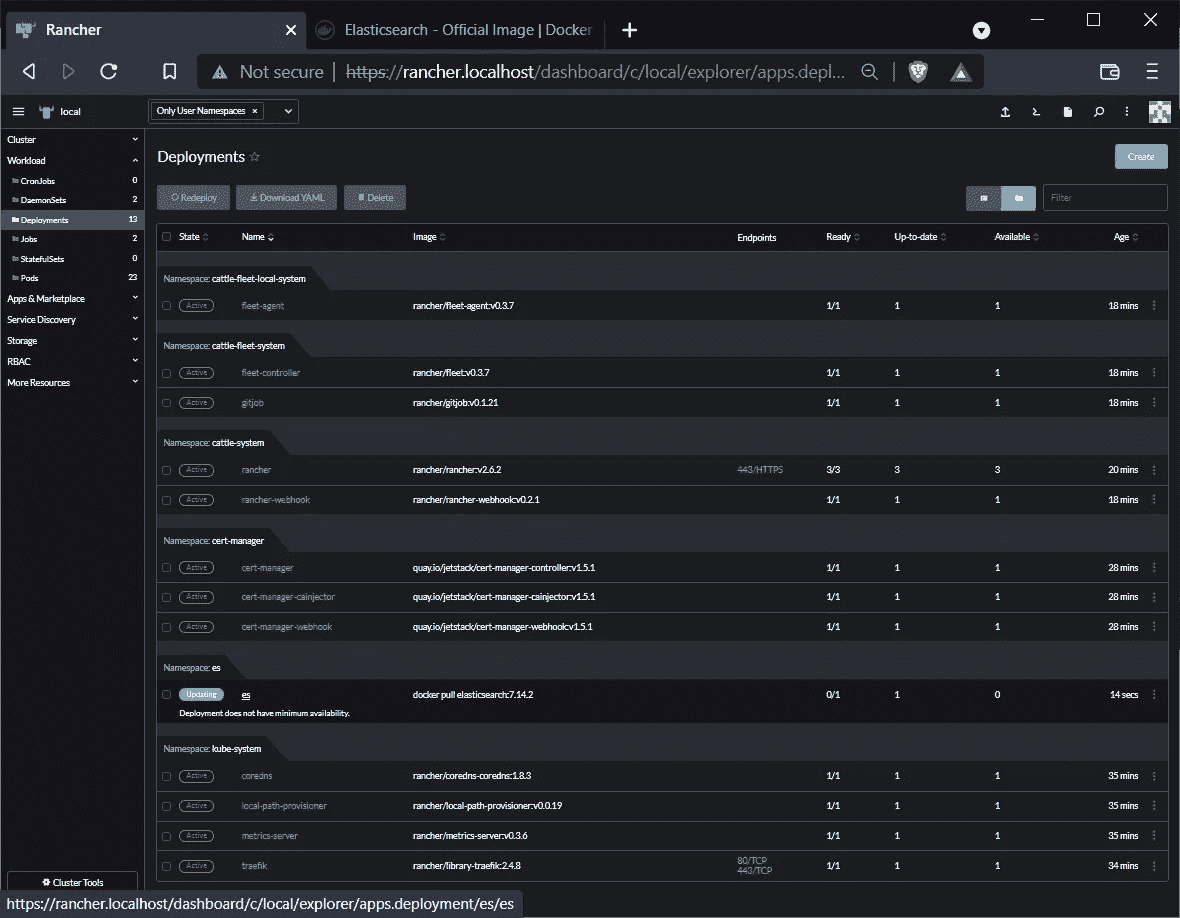 Rancher
Elasticsearch - Official Image | Docker
Not secure | https://rancher.localhost/dashboard/c/local/explorer/apps.depl...
local
Only User Namespaces ×
Cluster
Workload
CronJobs 0
DaemonSets 2
Deployments 13
Jobs 2
StatefulSets 0
Pods 23
Apps & Marketplace
Service Discovery
Storage
RBAC
More Resources
Cluster Tools
Deployments
Create
Redeploy
Download YAML
Delete
Filter
State Name Image Endpoints Ready Up-to-date Available Age
Namespace: cattle-fleet-local-system
Active fleet-agent rancher/fleet-agent:v0.3.7 1/1 1 1 18 mins
Namespace: cattle-fleet-system
Active fleet-controller rancher/fleet:v0.3.7 1/1 1 1 18 mins
Active gitjob rancher/gitjob:v0.1.21 1/1 1 1 18 mins
Namespace: cattle-system
Active rancher rancher/rancher:v2.6.2 443/HTTPS 3/3 3 3 20 mins
Active rancher-webhook rancher/rancher-webhook:v0.2.1 1/1 1 1 18 mins
Namespace: cert-manager
Active cert-manager quay.io/jetstack/cert-manager-controller:v1.5.1 1/1 1 1 28 mins
Active cert-manager-cainjector quay.io/jetstack/cert-manager-cainjector:v1.5.1 1/1 1 1 28 mins
Active cert-manager-webhook quay.io/jetstack/cert-manager-webhook:v1.5.1 1/1 1 1 28 mins
Namespace: es
Updating es docker pull elasticsearch:7.14.2 0/1 1 0 14 secs
Deployment does not have minimum availability.
Namespace: kube-system
Active coredns rancher/coredns-coredns:1.8.3 1/1 1 1 35 mins
Active local-path-provisioner rancher/local-path-provisioner:v0.0.19 1/1 1 1 35 mins
Active metrics-server rancher/metrics-server:v0.3.6 1/1 1 1 35 mins
Active traefik rancher/library-traefik:2.4.8 80/TCP 1/1 1 1 34 mins
443/TCP
https://rancher.localhost/dashboard/c/local/explorer/apps.deployment/es/es